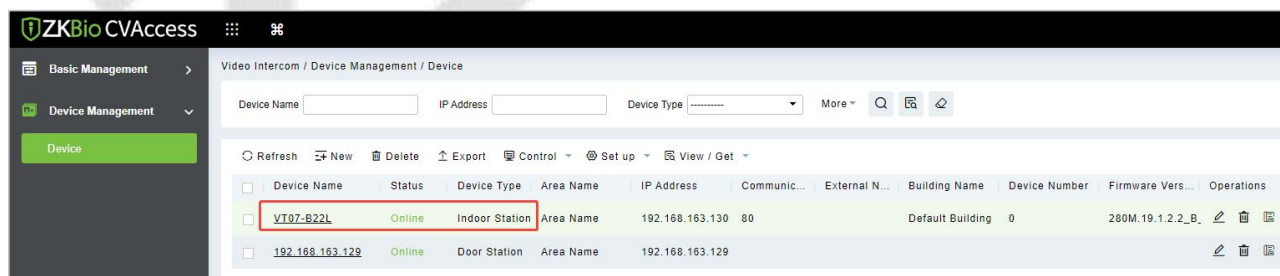 ZKBio CVAccess
Basic Management
Video Intercom / Device Management / Device
Device Management
Device Name IP Address Device Type ---------- More
Device
Refresh New Delete Export Control Set up View / Get
Device Name Status Device Type Area Name IP Address Communic... External N... Building Name Device Number Firmware Vers... Operations
VT07-B22L Online Indoor Station Area Name 192.168.163.130 80 Default Building 0 280M.19.1.2.2_B_
192.168.163.129 Online Door Station Area Name 192.168.163.129